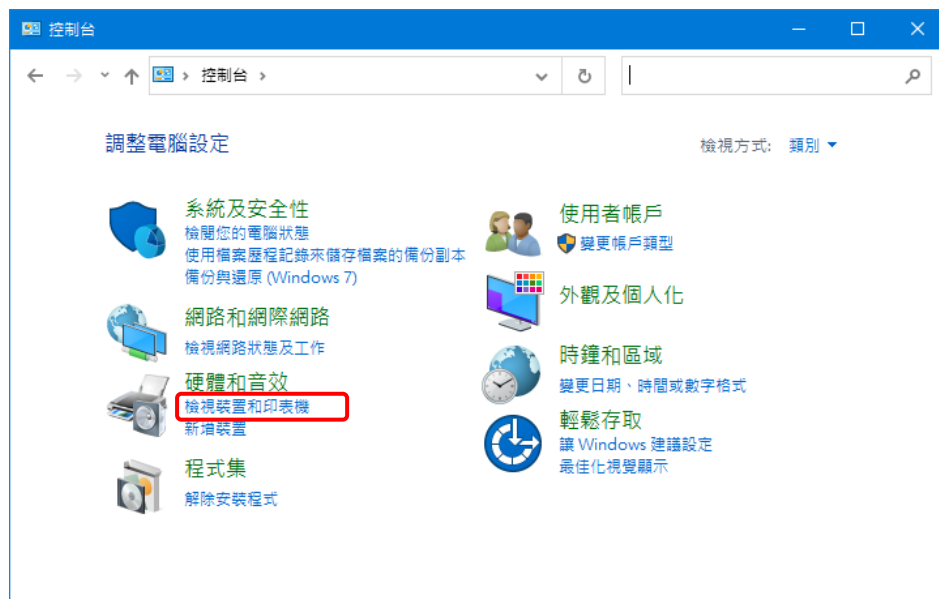 控制台
控制台
調整電腦設定
檢視方式: 類別
系統及安全性
檢閱您的電腦狀態
使用檔案歷程記錄來儲存檔案的備份副本
備份與還原 (Windows 7)
網路和網際網路
檢視網路狀態及工作
硬體和音效
檢視裝置和印表機
新增裝置
程式集
解除安裝程式
使用者帳戶
變更帳戶類型
外觀及個人化
時鐘和區域
變更日期、時間或數字格式
輕鬆存取
讓 Windows 建議設定
最佳化視覺顯示